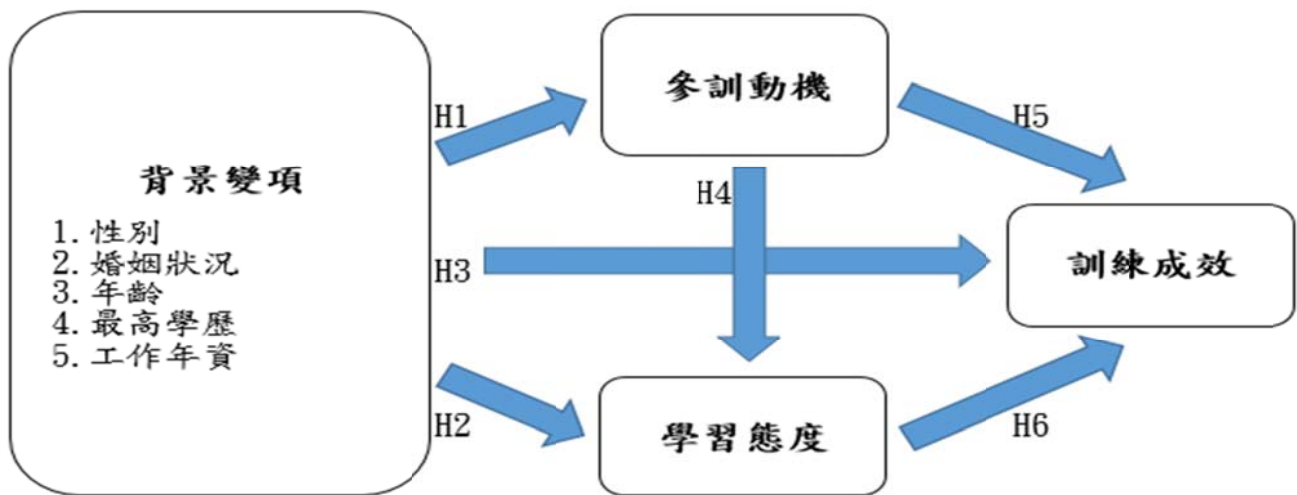 背景變項
1. 性別
2. 婚姻狀況
3. 年齡
4. 最高學歷
5. 工作年資
H1
H3
H2
參訓動機
H4
學習態度
H5
訓練成效
H6